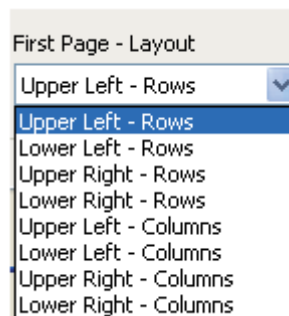 First Page - Layout
Upper Left - Rows
Upper Left - Rows
Lower Left - Rows
Upper Right - Rows
Lower Right - Rows
Upper Left - Columns
Lower Left - Columns
Upper Right - Columns
Lower Right - Columns